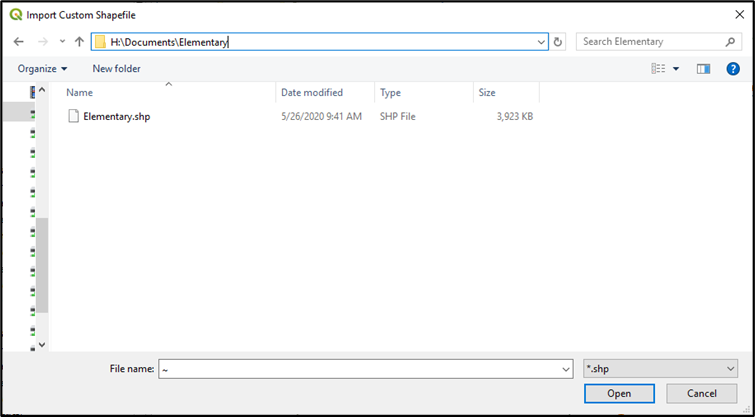 Import Custom Shapefile
H:\Documents\Elementary
Search Elementary
Organize
New folder
?
Name Date modified Type Size
Elementary.shp 5/26/2020 9:41 AM SHP File 3,923 KB
File name: ~ *.shp
Open Cancel